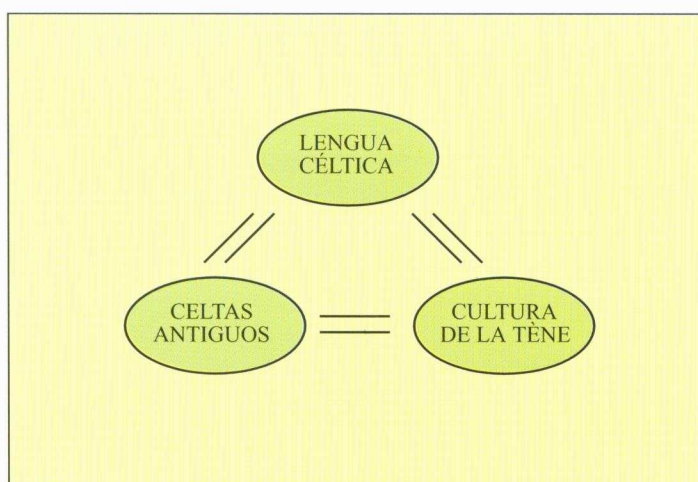 LENGUA
CÉLTICA
CELTAS
ANTIGUOS
CULTURA
DE LA TÈNE